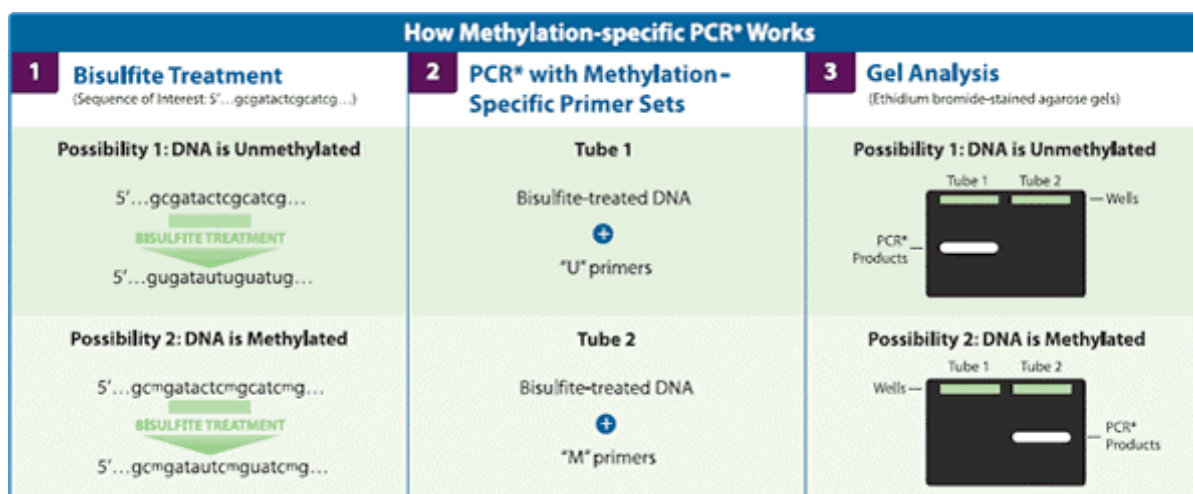 How Methylation-specific PCR* Works
1
Bisulfite Treatment
(Sequence of Interest: 5'...gcgatactcgcatcg...)
Possibility 1: DNA is Unmethylated
5'...gcgatactcgcatcg...
BISULFITE TREATMENT
5'...gugatautuguatug...
Possibility 2: DNA is Methylated
5'...gcmgatactcmgcatcmg...
BISULFITE TREATMENT
5'...gcmgatautcmguatcmg...
2
PCR* with Methylation-
Specific Primer Sets
Tube 1
Bisulfite-treated DNA
+
"U" primers
Tube 2
Bisulfite-treated DNA
+
"M" primers
3
Gel Analysis
(Ethidium bromide-stained agarose gels)
Possibility 1: DNA is Unmethylated
Tube 1 Tube 2
Wells
PCR*
Products
Possibility 2: DNA is Methylated
Tube 1 Tube 2
Wells
PCR*
Products